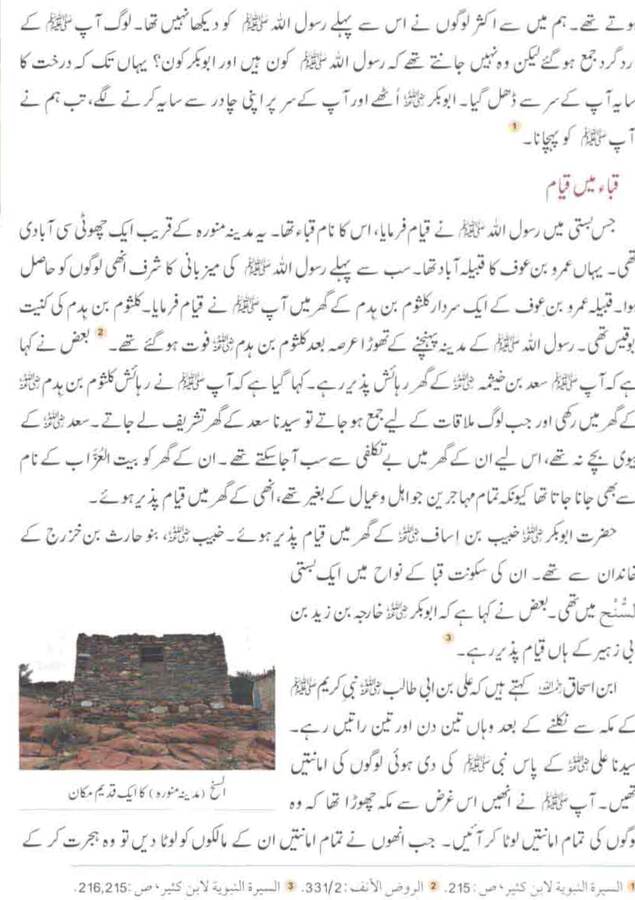 ہوتے تھے۔ ہم میں سے اکثر لوگوں نے اس سے پہلے رسول اللہ ﷺ کو دیکھا نہیں تھا۔ لوگ آپ ﷺ کے
ردگرد جمع ہو گئے لیکن وہ نہیں جانتے تھے کہ رسول اللہ ﷺ کون ہیں اور ابوبکر کون؟ یہاں تک کہ درخت کا
سایہ آپ کے سر سے ڈھل گیا۔ ابوبکر رضی اللہ عنہ اُٹھے اور آپ کے سر پر اپنی چادر سے سایہ کرنے لگے، تب ہم نے
آپ ﷺ کو پہچانا۔ 1
قباء میں قیام
جس بستی میں رسول اللہ ﷺ نے قیام فرمایا، اس کا نام قباء تھا۔ یہ مدینہ منورہ کے قریب ایک چھوٹی سی آبادی
تھی۔ یہاں عمرو بن عوف کا قبیلہ آباد تھا۔ سب سے پہلے رسول اللہ ﷺ کی میزبانی کا شرف انھی لوگوں کو حاصل
ہوا۔ قبیلہ عمرو بن عوف کے ایک سردار کلثوم بن ہدم کے گھر میں آپ ﷺ نے قیام فرمایا۔ کلثوم بن ہدم کی کنیت
بوقیس تھی۔ رسول اللہ ﷺ کے مدینہ پہنچنے کے تھوڑا عرصہ بعد کلثوم بن ہدم رضی اللہ عنہ فوت ہو گئے تھے۔ 2 بعض نے کہا
ہے کہ آپ ﷺ سعد بن خیثمہ رضی اللہ عنہ کے گھر رہائش پذیر رہے۔ کہا گیا ہے کہ آپ ﷺ نے رہائش کلثوم بن ہدم رضی اللہ عنہ
کے گھر میں رکھی اور جب لوگ ملاقات کے لیے جمع ہو جاتے تو سیدنا سعد کے گھر تشریف لے جاتے۔ سعد رضی اللہ عنہ کے
بیوی بچے نہ تھے، اس لیے ان کے گھر میں بے تکلفی سے سب آ جا سکتے تھے۔ ان کے گھر کو بیت العُزَّاب کے نام
سے بھی جانا جاتا تھا کیونکہ تمام مہاجرین جو اہل و عیال کے بغیر تھے، انھی کے گھر میں قیام پذیر ہوئے۔
حضرت ابوبکر رضی اللہ عنہ خبیب بن اِساف رضی اللہ عنہ کے گھر میں قیام پذیر ہوئے۔ خبیب رضی اللہ عنہ، بنو حارث بن خزرج کے
خاندان سے تھے۔ ان کی سکونت قبا کے نواح میں ایک بستی
لسُّنْح میں تھی۔ بعض نے کہا ہے کہ ابوبکر رضی اللہ عنہ خارجہ بن زید بن
بی زہیر کے ہاں قیام پذیر رہے۔ 3
ابن اسحاق رحمہ اللہ کہتے ہیں کہ علی بن ابی طالب رضی اللہ عنہ نبیِ کریم ﷺ
کے مکہ سے نکلنے کے بعد وہاں تین دن اور تین راتیں رہے۔
سیدنا علی رضی اللہ عنہ کے پاس نبی ﷺ کی دی ہوئی لوگوں کی امانتیں
تھیں۔ آپ ﷺ نے انھیں اس غرض سے مکہ چھوڑا تھا کہ وہ
لوگوں کی تمام امانتیں لوٹا کر آئیں۔ جب انھوں نے تمام امانتیں ان کے مالکوں کو لوٹا دیں تو وہ ہجرت کر کے
السنح (مدینہ منورہ) کا ایک قدیم مکان
1 السيرة النبوية لابن كثير، ص: 215. 2 الروض الأنف: 331/2. 3 السيرة النبوية لابن كثير، ص: 216,215.